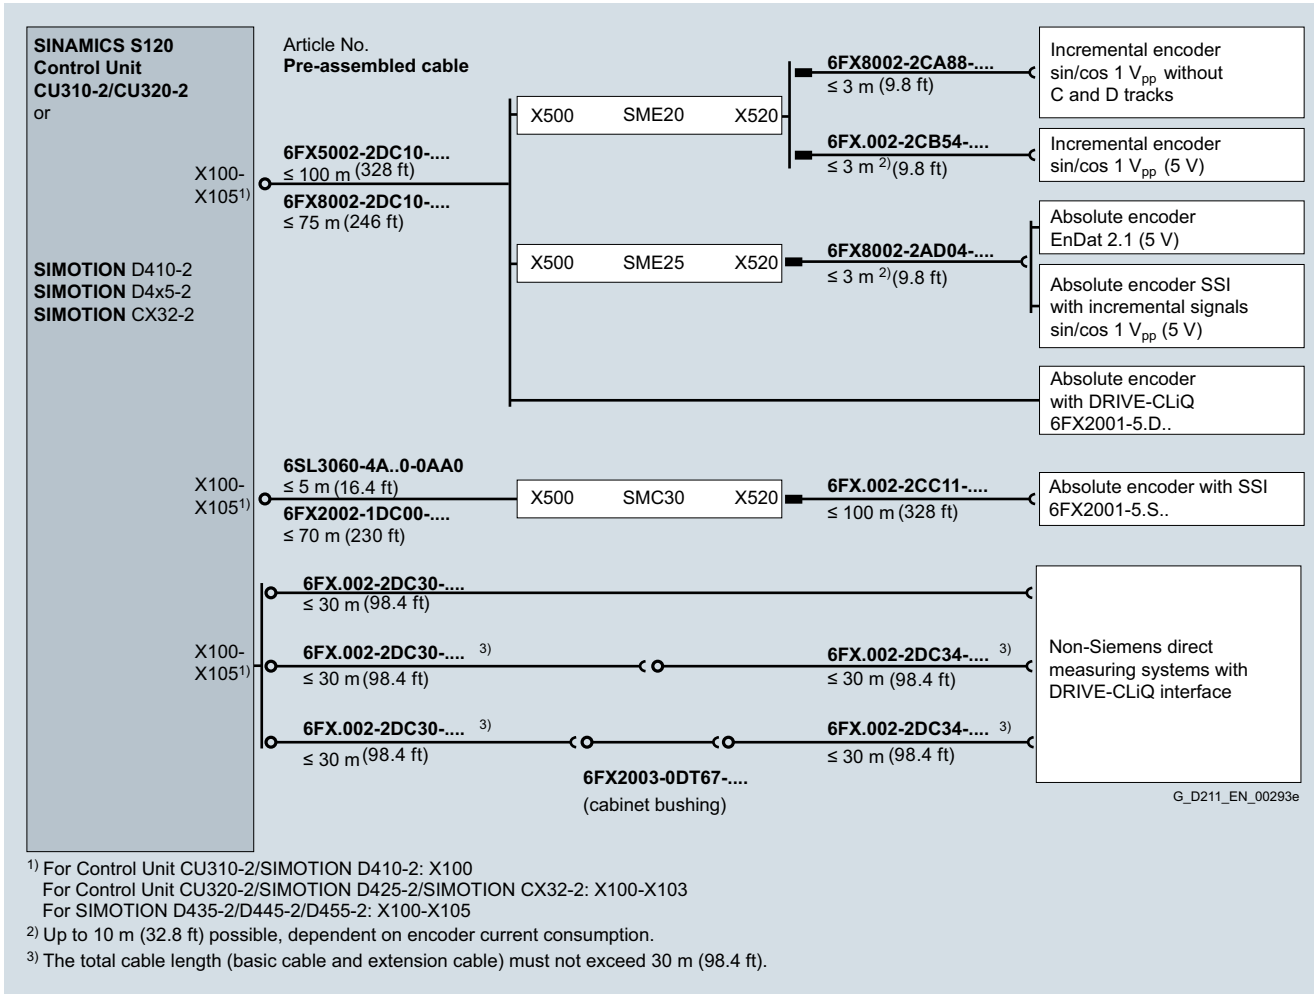 SINAMICS S120
Control Unit
CU310-2/CU320-2
or
SIMOTION D410-2
SIMOTION D4x5-2
SIMOTION CX32-2
Article No.
Pre-assembled cable
X100-
X105 1)
6FX5002-2DC10-....
≤ 100 m (328 ft)
6FX8002-2DC10-....
≤ 75 m (246 ft)
X500 SME20 X520
6FX8002-2CA88-....
≤ 3 m (9.8 ft)
Incremental encoder
sin/cos 1 Vpp without
C and D tracks
6FX.002-2CB54-....
≤ 3 m 2) (9.8 ft)
Incremental encoder
sin/cos 1 Vpp (5 V)
X500 SME25 X520
6FX8002-2AD04-....
≤ 3 m 2) (9.8 ft)
Absolute encoder
EnDat 2.1 (5 V)
Absolute encoder SSI
with incremental signals
sin/cos 1 Vpp (5 V)
Absolute encoder
with DRIVE-CLiQ
6FX2001-5.D..
X100-
X105 1)
6SL3060-4A..0-0AA0
≤ 5 m (16.4 ft)
6FX2002-1DC00-....
≤ 70 m (230 ft)
X500 SMC30 X520
6FX.002-2CC11-....
≤ 100 m (328 ft)
Absolute encoder with SSI
6FX2001-5.S..
X100-
X105 1)
6FX.002-2DC30-....
≤ 30 m (98.4 ft)
6FX.002-2DC30-.... 3)
≤ 30 m (98.4 ft)
6FX.002-2DC34-.... 3)
≤ 30 m (98.4 ft)
6FX.002-2DC30-.... 3)
≤ 30 m (98.4 ft)
6FX2003-0DT67-....
(cabinet bushing)
6FX.002-2DC34-.... 3)
≤ 30 m (98.4 ft)
Non-Siemens direct
measuring systems with
DRIVE-CLiQ interface
G_D211_EN_00293e
1) For Control Unit CU310-2/SIMOTION D410-2: X100
For Control Unit CU320-2/SIMOTION D425-2/SIMOTION CX32-2: X100-X103
For SIMOTION D435-2/D445-2/D455-2: X100-X105
2) Up to 10 m (32.8 ft) possible, dependent on encoder current consumption.
3) The total cable length (basic cable and extension cable) must not exceed 30 m (98.4 ft).